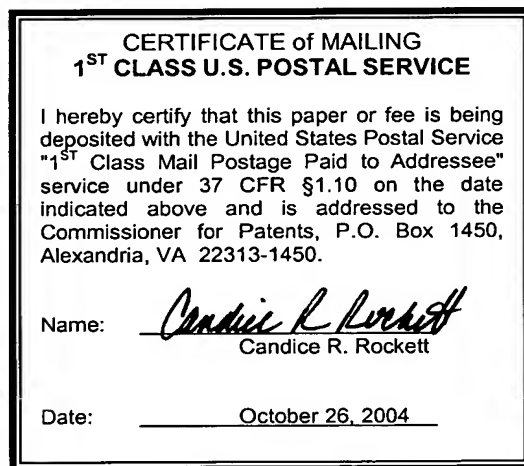 CERTIFICATE of MAILING
1ST CLASS U.S. POSTAL SERVICE
I hereby certify that this paper or fee is being
deposited with the United States Postal Service
"1ST Class Mail Postage Paid to Addressee"
service under 37 CFR §1.10 on the date
indicated above and is addressed to the
Commissioner for Patents, P.O. Box 1450,
Alexandria, VA 22313-1450.
Name: Candice R Rockett
Candice R. Rockett
Date: October 26, 2004